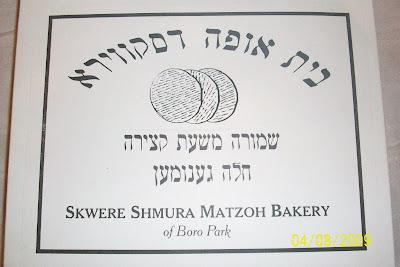 בית אופה דסקווירא
שמורה משעת קצירה
חלה גענומען
SKWERE SHMURA MATZOH BAKERY
of Boro Park
04/08/2009